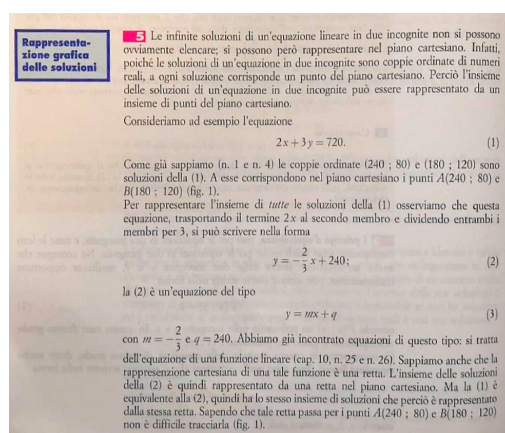 Rappresenta-
zione grafica
delle soluzioni
5 Le infinite soluzioni di un'equazione lineare in due incognite non si possono
ovviamente elencare; si possono però rappresentare nel piano cartesiano. Infatti,
poiché le soluzioni di un'equazione in due incognite sono coppie ordinate di numeri
reali, a ogni soluzione corrisponde un punto del piano cartesiano. Perciò l'insieme
delle soluzioni di un'equazione in due incognite può essere rappresentato da un
insieme di punti del piano cartesiano.
Consideriamo ad esempio l'equazione
2x + 3y = 720. (1)
Come già sappiamo (n. 1 e n. 4) le coppie ordinate (240 ; 80) e (180 ; 120) sono
soluzioni della (1). A esse corrispondono nel piano cartesiano i punti A(240 ; 80) e
B(180 ; 120) (fig. 1).
Per rappresentare l'insieme di tutte le soluzioni della (1) osserviamo che questa
equazione, trasportando il termine 2x al secondo membro e dividendo entrambi i
membri per 3, si può scrivere nella forma
y = − 2/3 x + 240; (2)
la (2) è un'equazione del tipo
y = mx + q (3)
con m = − 2/3 e q = 240. Abbiamo già incontrato equazioni di questo tipo: si tratta
dell'equazione di una funzione lineare (cap. 10, n. 25 e n. 26). Sappiamo anche che la
rappresenzione cartesiana di una tale funzione è una retta. L'insieme delle soluzioni
della (2) è quindi rappresentato da una retta nel piano cartesiano. Ma la (1) è
equivalente alla (2), quindi ha lo stesso insieme di soluzioni che perciò è rappresentato
dalla stessa retta. Sapendo che tale retta passa per i punti A(240 ; 80) e B(180 ; 120)
non è difficile tracciarla (fig. 1).